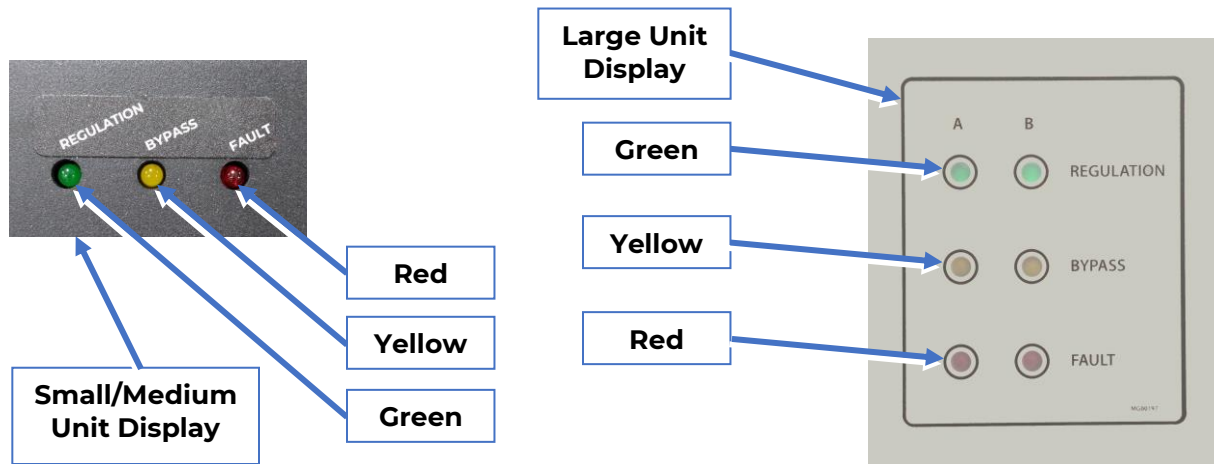 REGULATION
BYPASS
FAULT
Red
Yellow
Green
Small/Medium
Unit Display
Large Unit
Display
Green
Yellow
Red
A B
REGULATION
BYPASS
FAULT
MG00197